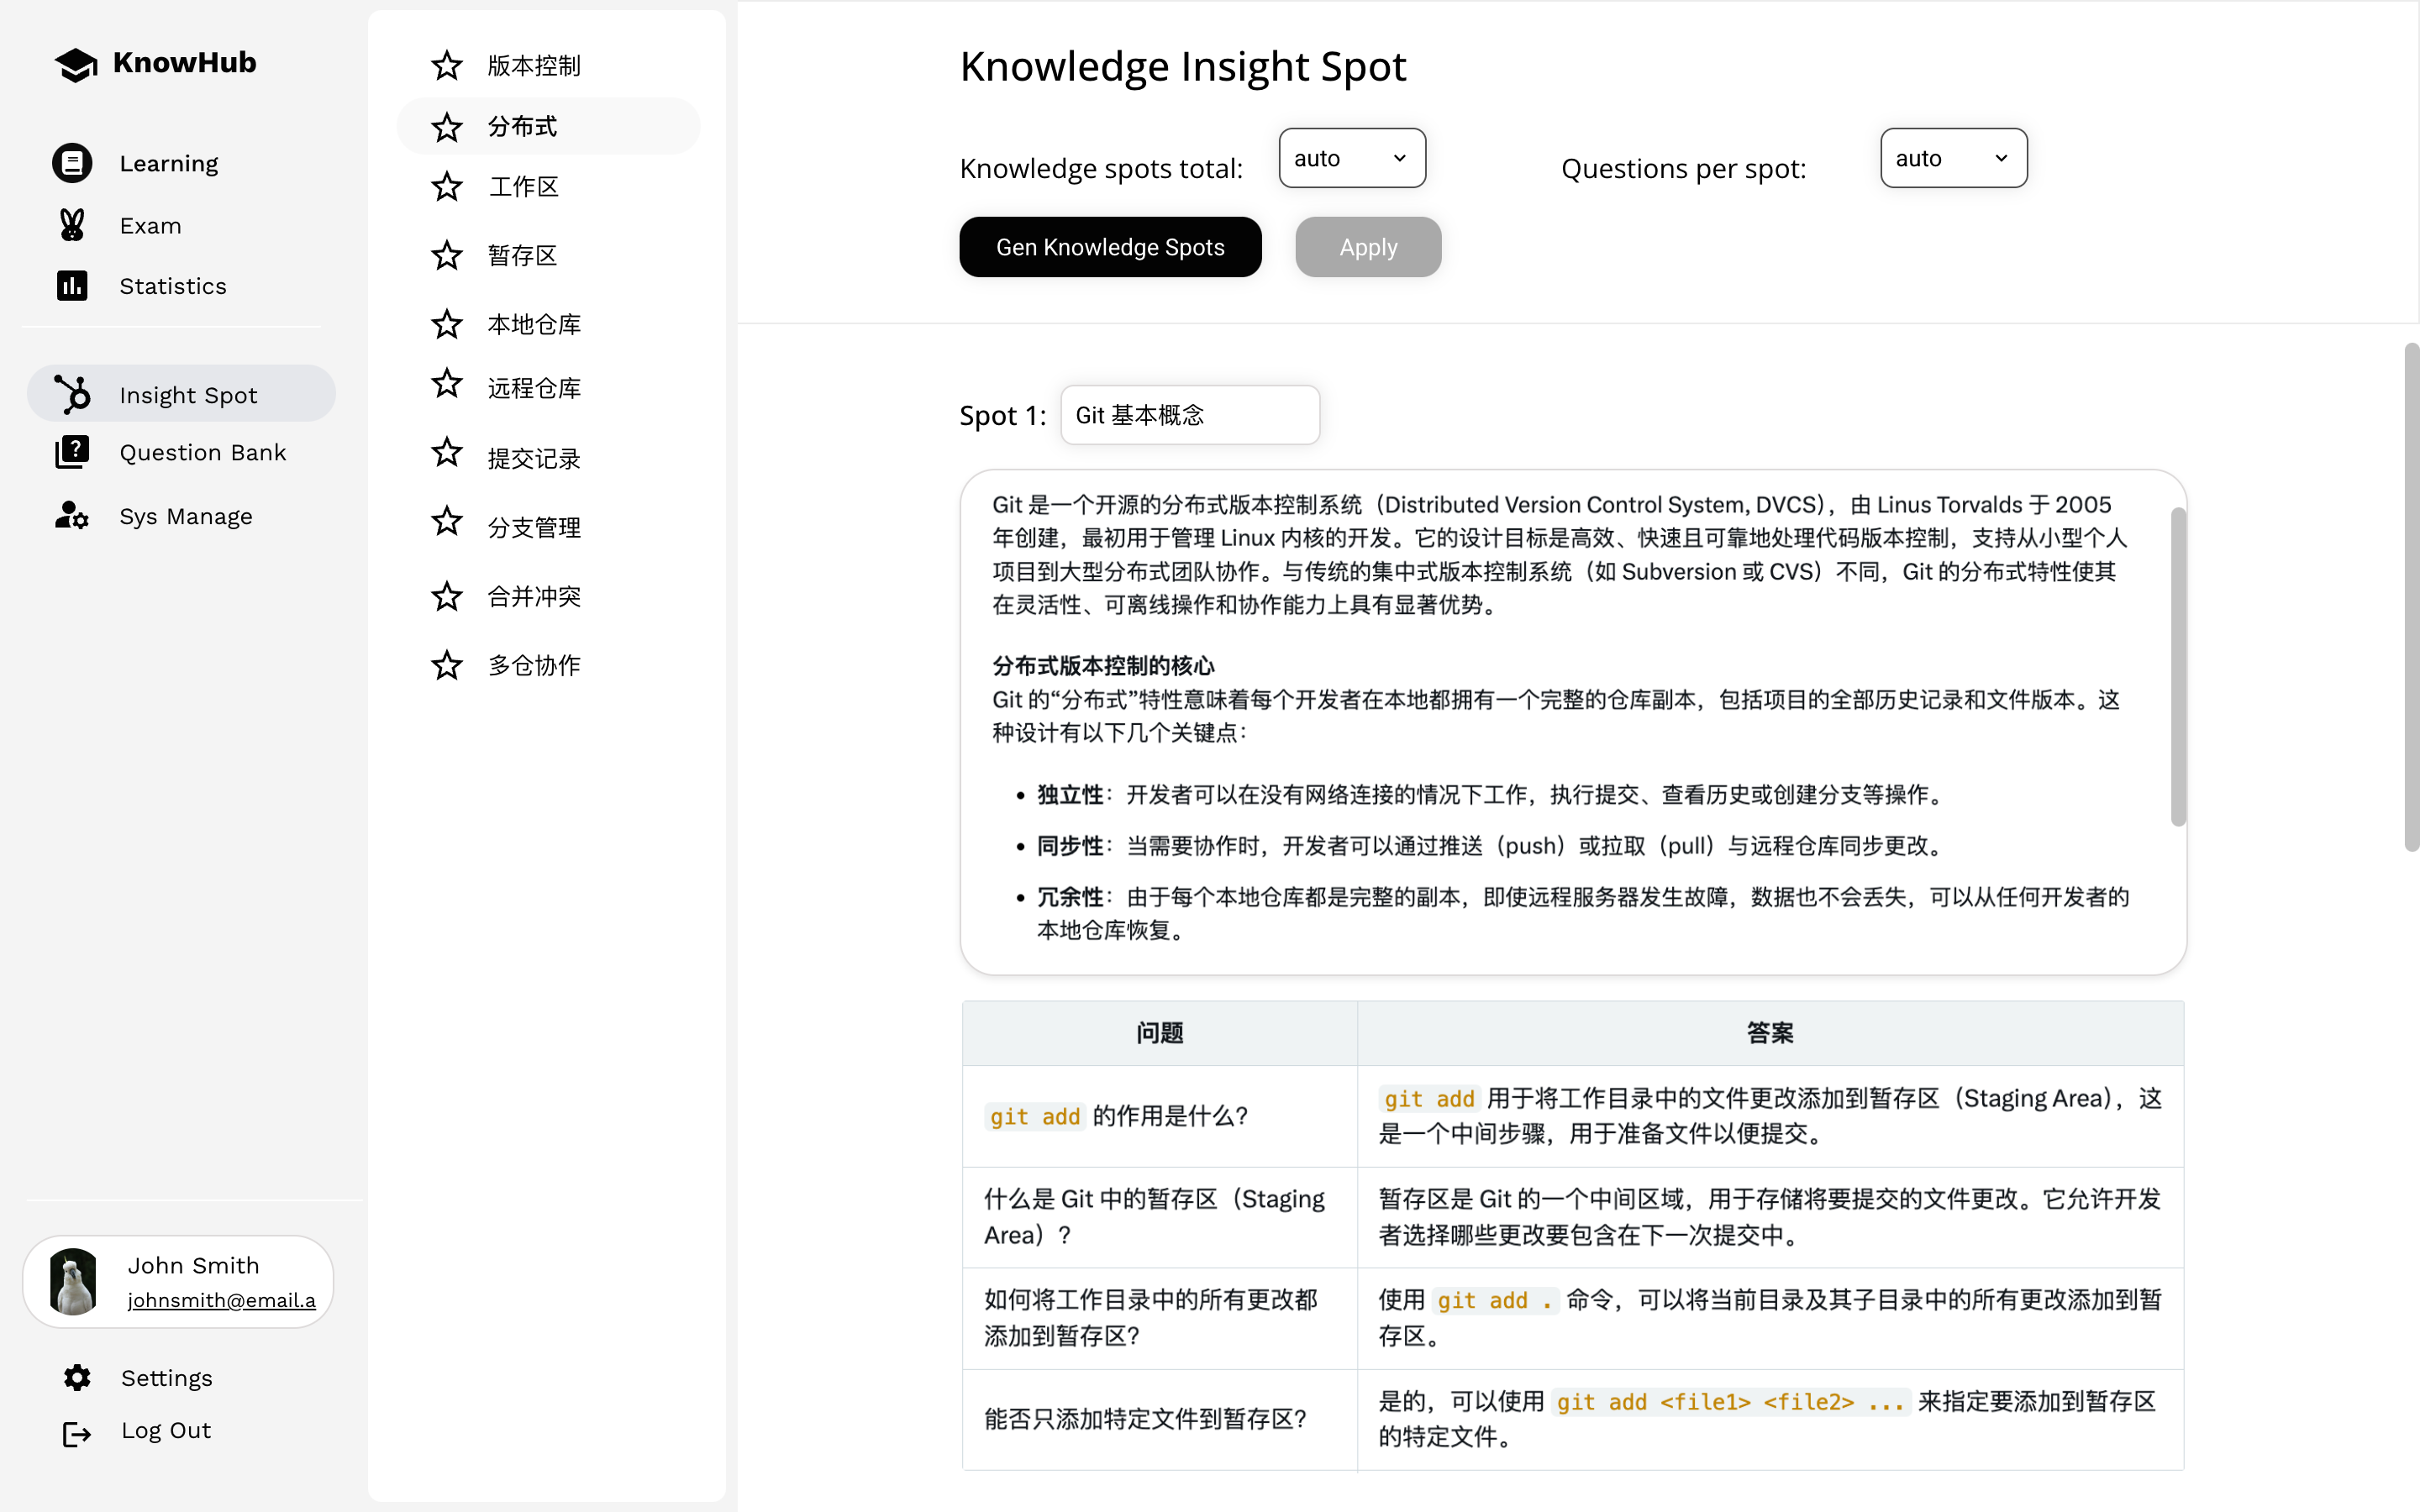 KnowHub
Learning
Exam
Statistics
Insight Spot
Question Bank
Sys Manage
John Smith
johnsmith@email.a
Settings
Log Out
版本控制
分布式
工作区
暂存区
本地仓库
远程仓库
提交记录
分支管理
合并冲突
多仓协作
Knowledge Insight Spot
Knowledge spots total: auto
Questions per spot: auto
Gen Knowledge Spots
Apply
Spot 1: Git 基本概念
Git 是一个开源的分布式版本控制系统（Distributed Version Control System, DVCS），由 Linus Torvalds 于 2005
年创建，最初用于管理 Linux 内核的开发。它的设计目标是高效、快速且可靠地处理代码版本控制，支持从小型个人
项目到大型分布式团队协作。与传统的集中式版本控制系统（如 Subversion 或 CVS）不同，Git 的分布式特性使其
在灵活性、可离线操作和协作能力上具有显著优势。
分布式版本控制的核心
Git 的“分布式”特性意味着每个开发者在本地都拥有一个完整的仓库副本，包括项目的全部历史记录和文件版本。这
种设计有以下几个关键点：
• 独立性：开发者可以在没有网络连接的情况下工作，执行提交、查看历史或创建分支等操作。
• 同步性：当需要协作时，开发者可以通过推送（push）或拉取（pull）与远程仓库同步更改。
• 冗余性：由于每个本地仓库都是完整的副本，即使远程服务器发生故障，数据也不会丢失，可以从任何开发者的
本地仓库恢复。
问题
答案
git add 的作用是什么？
git add 用于将工作目录中的文件更改添加到暂存区（Staging Area），这
是一个中间步骤，用于准备文件以便提交。
什么是 Git 中的暂存区（Staging
Area）？
暂存区是 Git 的一个中间区域，用于存储将要提交的文件更改。它允许开发
者选择哪些更改要包含在下一次提交中。
如何将工作目录中的所有更改都
添加到暂存区？
使用 git add . 命令，可以将当前目录及其子目录中的所有更改添加到暂
存区。
能否只添加特定文件到暂存区？
是的，可以使用 git add <file1> <file2> ... 来指定要添加到暂存区
的特定文件。